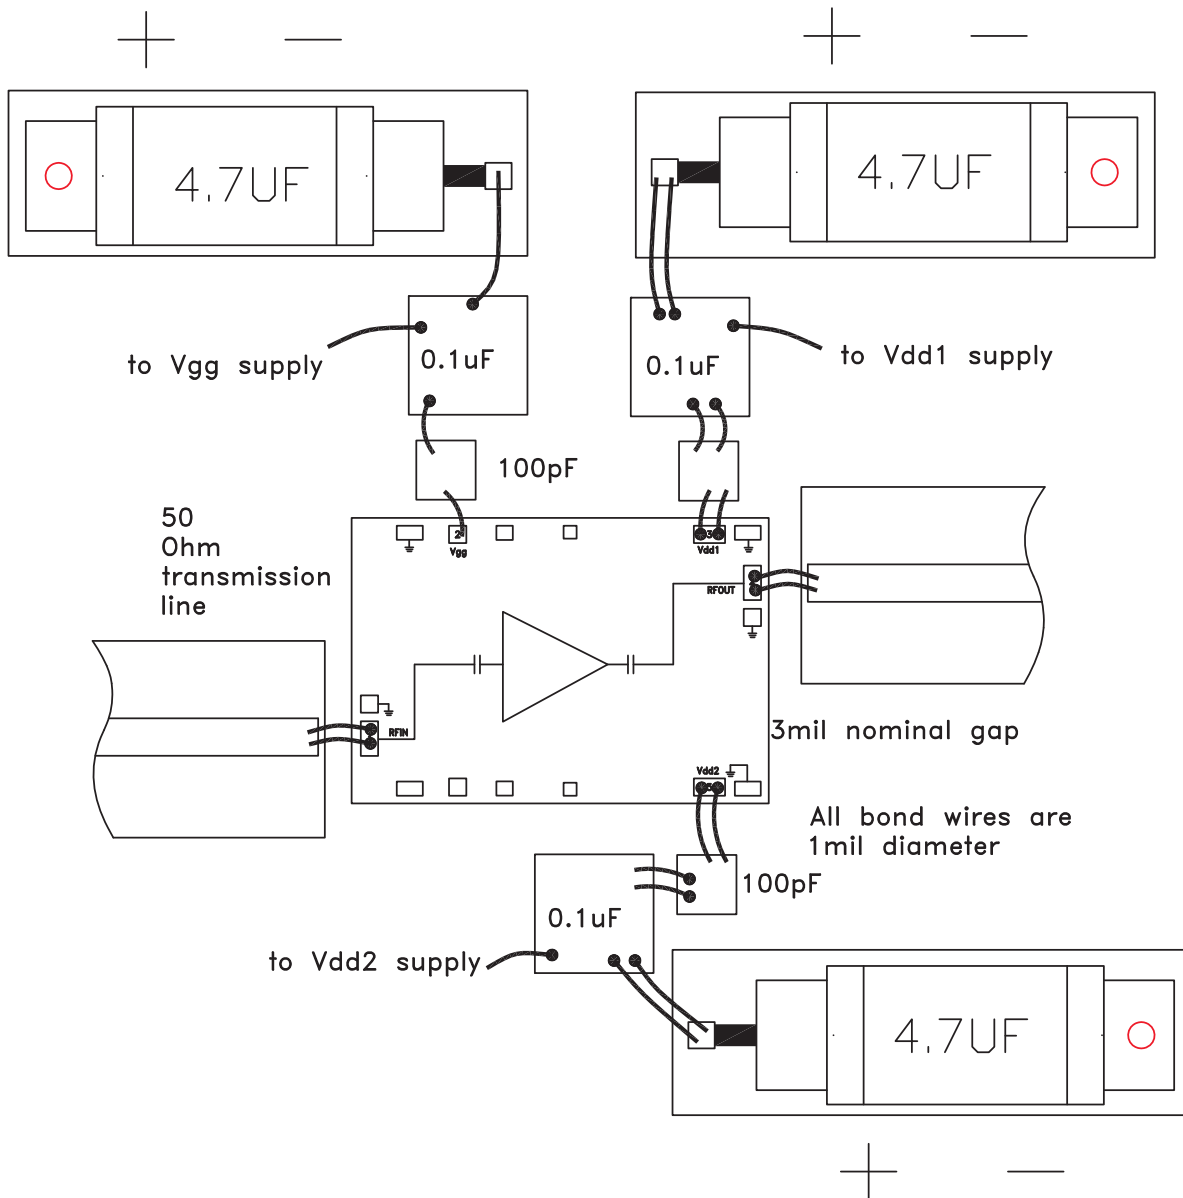 + −
+ −
4.7UF
4.7UF
to Vgg supply
0.1uF
0.1uF
to Vdd1 supply
100pF
50
Ohm
transmission
line
2
Vgg
3
Vdd1
RFOUT
RFIN
3mil nominal gap
Vdd2
5
All bond wires are
1mil diameter
100pF
0.1uF
to Vdd2 supply
4.7UF
+ −